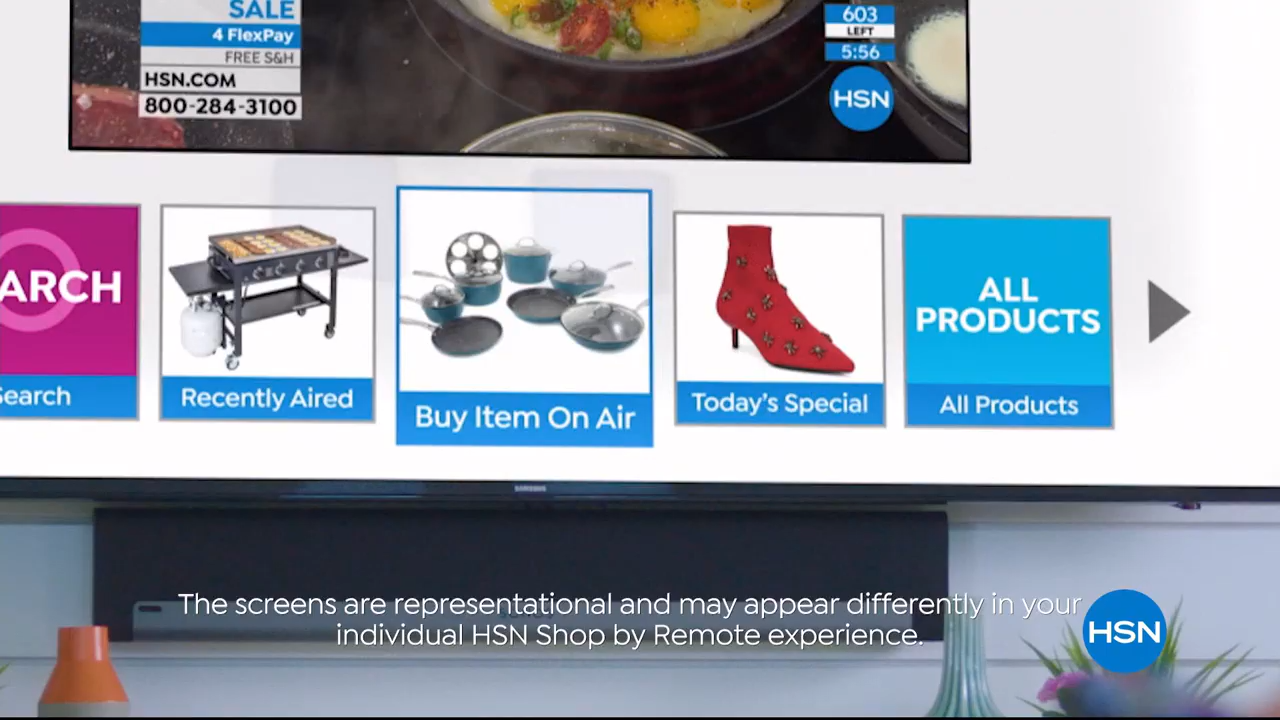 SALE
4 FlexPay
FREE S&H
HSN.COM
800-284-3100
603
LEFT
5:56
HSN
ARCH
Search
Recently Aired
Buy Item On Air
Today's Special
ALL
PRODUCTS
All Products
SAMSUNG
The screens are representational and may appear differently in your
individual HSN Shop by Remote experience.
HSN